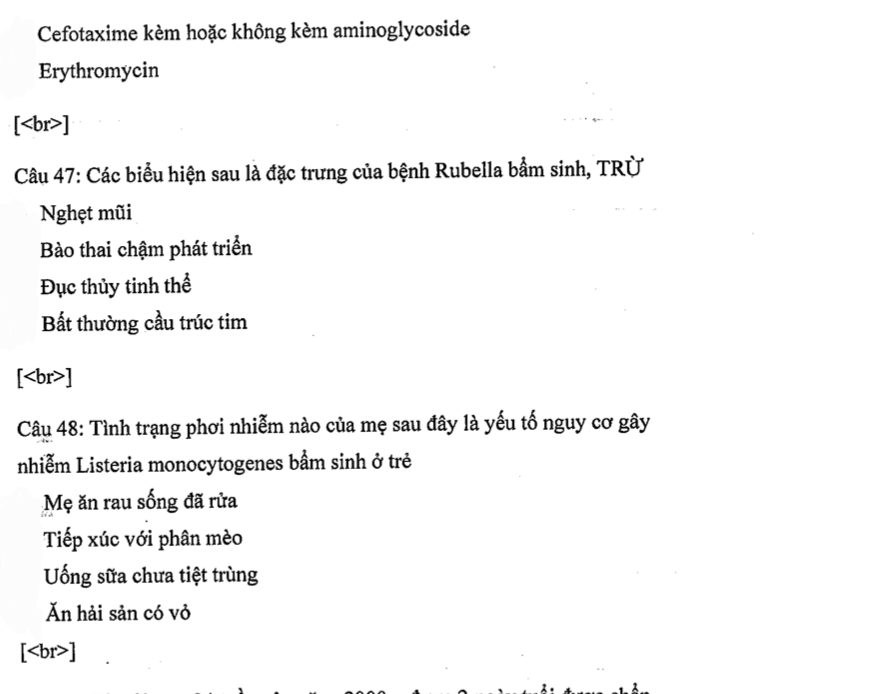 Cefotaxime kèm hoặc không kèm aminoglycoside
Erythromycin
[<br>]
Câu 47: Các biểu hiện sau là đặc trưng của bệnh Rubella bẩm sinh, TRỪ
Nghẹt mũi
Bào thai chậm phát triển
Đục thủy tinh thể
Bất thường cầu trúc tim
[<br>]
Câu 48: Tình trạng phơi nhiễm nào của mẹ sau đây là yếu tố nguy cơ gây
nhiễm Listeria monocytogenes bẩm sinh ở trẻ
Mẹ ăn rau sống đã rửa
Tiếp xúc với phân mèo
Uống sữa chưa tiệt trùng
Ăn hải sản có vỏ
[<br>]